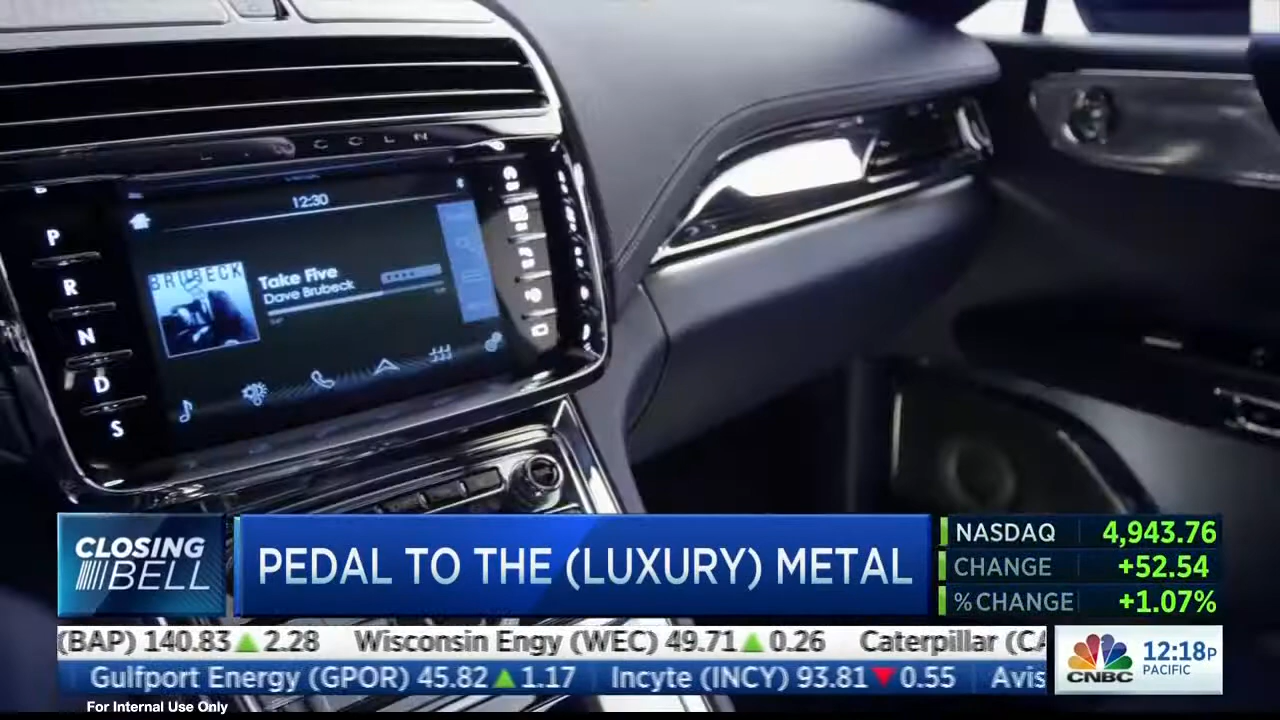 LINCOLN
12:30
BRUBECK
Take Five
Dave Brubeck
P
R
N
D
S
CLOSING
BELL
PEDAL TO THE (LUXURY) METAL
NASDAQ 4,943.76
CHANGE +52.54
% CHANGE +1.07%
(BAP) 140.83▲2.28 Wisconsin Engy (WEC) 49.71▲0.26 Caterpillar (CA
Gulfport Energy (GPOR) 45.82▲1.17 Incyte (INCY) 93.81▼0.55 Avis
CNBC
12:18P
PACIFIC
For Internal Use Only